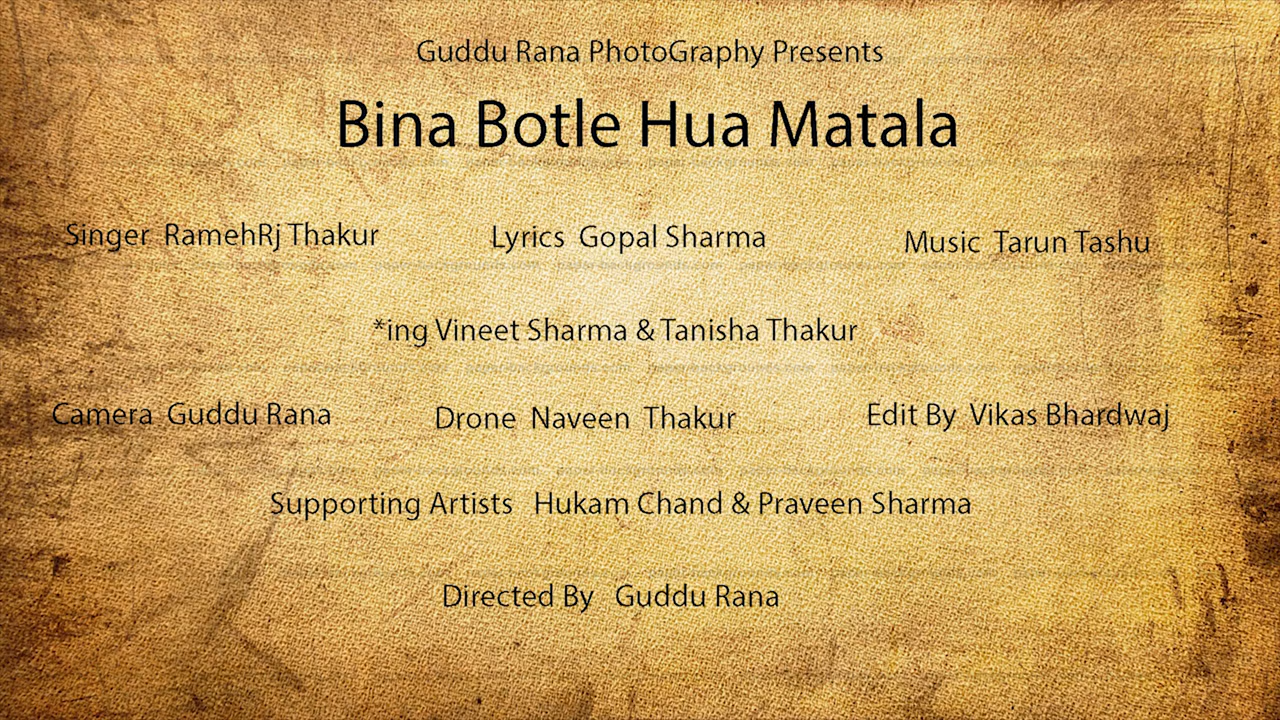 Guddu Rana PhotoGraphy Presents
Bina Botle Hua Matala
Singer RamehRj Thakur Lyrics Gopal Sharma Music Tarun Tashu
*ing Vineet Sharma & Tanisha Thakur
Camera Guddu Rana Drone Naveen Thakur Edit By Vikas Bhardwaj
Supporting Artists Hukam Chand & Praveen Sharma
Directed By Guddu Rana